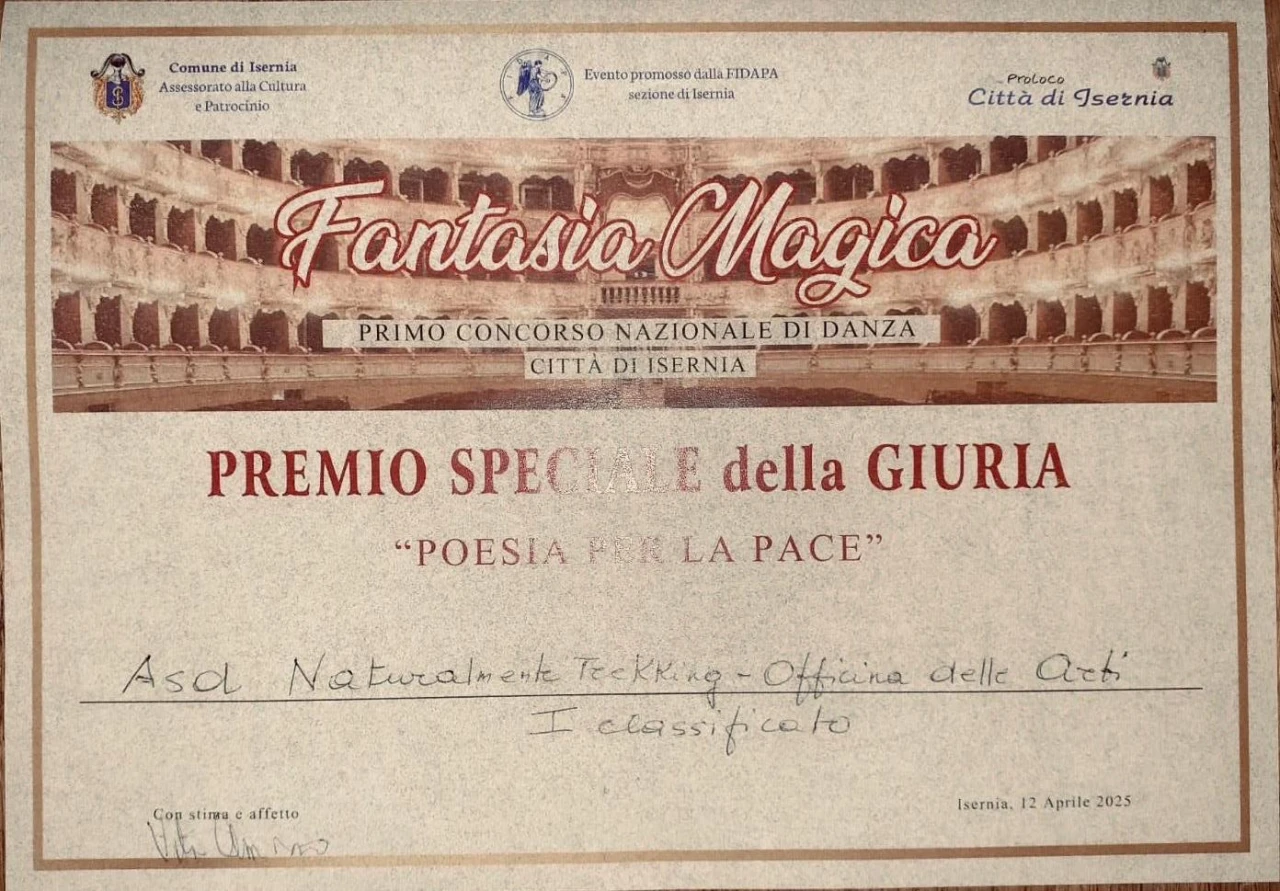 Comune di Isernia
Assessorato alla Cultura
e Patrocinio
Evento promosso dalla FIDAPA
sezione di Isernia
Proloco
Città di Isernia
Fantasia Magica
PRIMO CONCORSO NAZIONALE DI DANZA
CITTÀ DI ISERNIA
PREMIO SPECIALE della GIURIA
“POESIA PER LA PACE”
Asd Naturalmente Trekking - Officina delle Arti
I classificato
Con stima e affetto
Isernia, 12 Aprile 2025